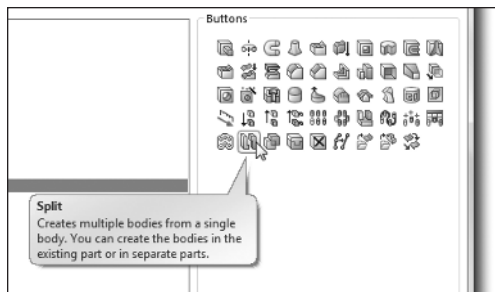 Buttons
Split
Creates multiple bodies from a single
body. You can create the bodies in the
existing part or in separate parts.